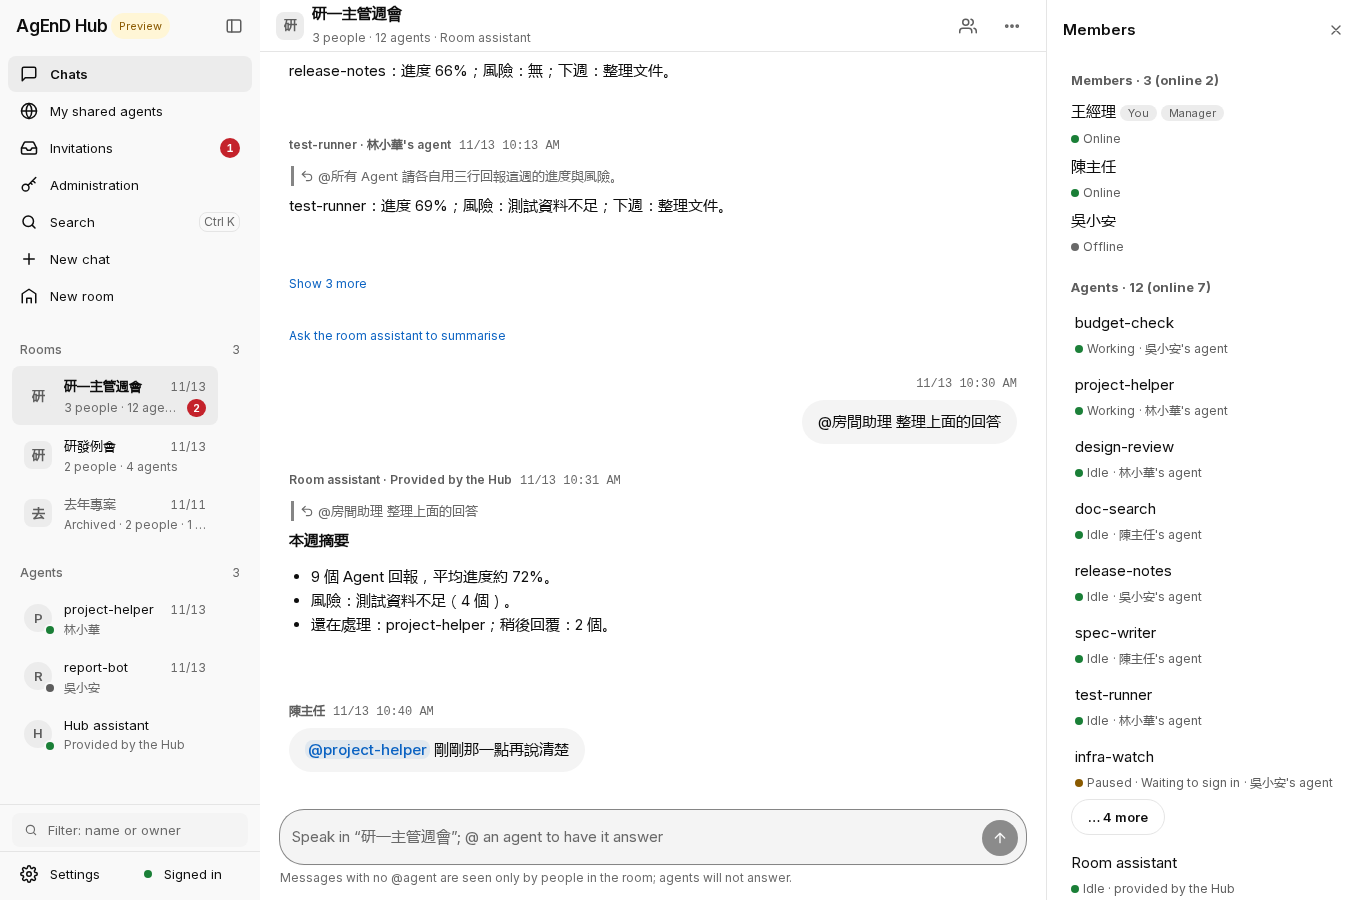 AgEnD Hub Preview
Chats
My shared agents
Invitations 1
Administration
Search Ctrl K
New chat
New room
Rooms 3
研 研一主管週會 11/13
3 people · 12 age… 2
研 研發例會 11/13
2 people · 4 agents
去 去年專案 11/11
Archived · 2 people · 1 …
Agents 3
P project-helper 11/13
林小華
R report-bot 11/13
吳小安
H Hub assistant
Provided by the Hub
Filter: name or owner
Settings Signed in
研 研一主管週會
3 people · 12 agents · Room assistant
release-notes：進度 66%；風險：無；下週：整理文件。
test-runner · 林小華's agent 11/13 10:13 AM
@所有 Agent 請各自用三行回報這週的進度與風險。
test-runner：進度 69%；風險：測試資料不足；下週：整理文件。
Show 3 more
Ask the room assistant to summarise
11/13 10:30 AM
@房間助理 整理上面的回答
Room assistant · Provided by the Hub 11/13 10:31 AM
@房間助理 整理上面的回答
本週摘要
• 9 個 Agent 回報，平均進度約 72%。
• 風險：測試資料不足（4 個）。
• 還在處理：project-helper；稍後回覆：2 個。
陳主任 11/13 10:40 AM
@project-helper 剛剛那一點再說清楚
Speak in “研一主管週會”; @ an agent to have it answer
Messages with no @agent are seen only by people in the room; agents will not answer.
Members
Members · 3 (online 2)
王經理 You Manager
Online
陳主任
Online
吳小安
Offline
Agents · 12 (online 7)
budget-check
Working · 吳小安's agent
project-helper
Working · 林小華's agent
design-review
Idle · 林小華's agent
doc-search
Idle · 陳主任's agent
release-notes
Idle · 吳小安's agent
spec-writer
Idle · 陳主任's agent
test-runner
Idle · 林小華's agent
infra-watch
Paused · Waiting to sign in · 吳小安's agent
… 4 more
Room assistant
Idle · provided by the Hub